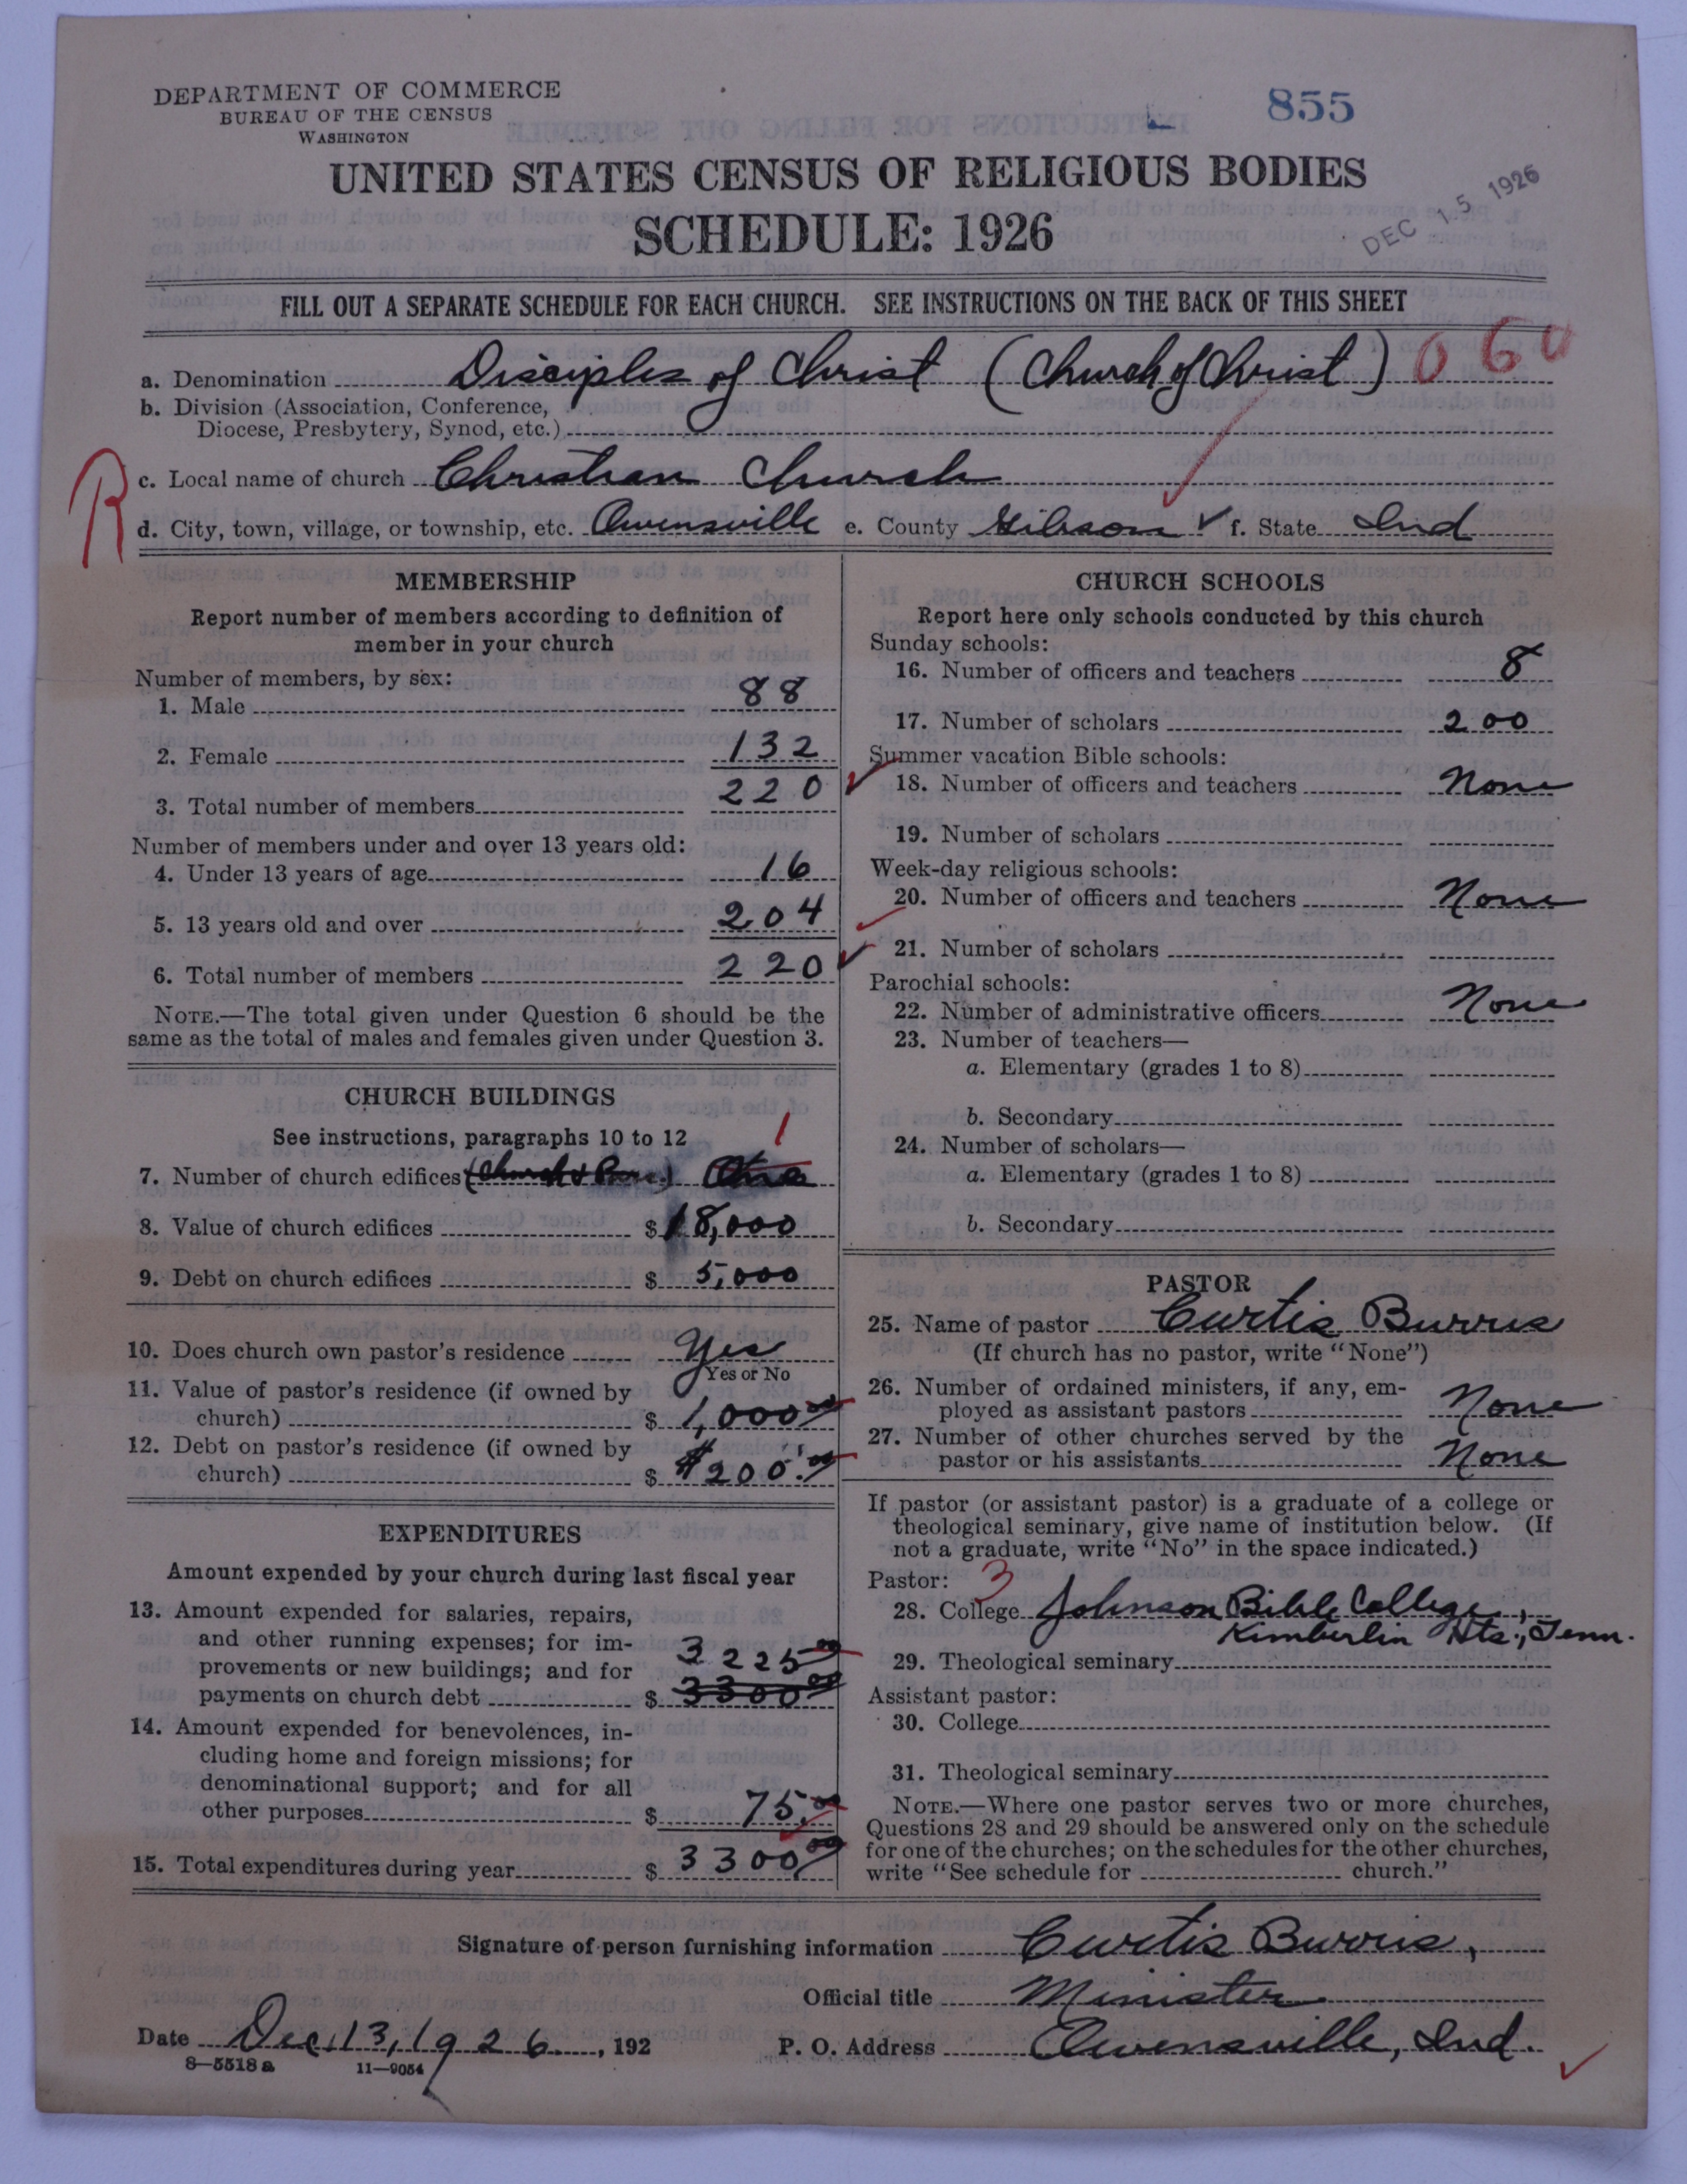 DEPARTMENT OF COMMERCE
BUREAU OF THE CENSUS
WASHINGTON
855
UNITED STATES CENSUS OF RELIGIOUS BODIES
SCHEDULE: 1926
DEC 15 1926
FILL OUT A SEPARATE SCHEDULE FOR EACH CHURCH. SEE INSTRUCTIONS ON THE BACK OF THIS SHEET
a. Denomination Disciples of Christ (Church of Christ) 060
b. Division (Association, Conference,
Diocese, Presbytery, Synod, etc.)
R
c. Local name of church Christian Church
d. City, town, village, or township, etc. Owensville e. County Gibson f. State Ind
MEMBERSHIP
Report number of members according to definition of
member in your church
Number of members, by sex:
1. Male 88
2. Female 132
3. Total number of members 220
Number of members under and over 13 years old:
4. Under 13 years of age 16
5. 13 years old and over 204
6. Total number of members 220
NOTE.—The total given under Question 6 should be the
same as the total of males and females given under Question 3.
CHURCH BUILDINGS
See instructions, paragraphs 10 to 12
1
7. Number of church edifices (Church & Par.) One
8. Value of church edifices $ 18,000
9. Debt on church edifices $ 5,000
10. Does church own pastor's residence Yes
Yes or No
11. Value of pastor's residence (if owned by
church) $ 1,000.00
12. Debt on pastor's residence (if owned by
church) $ $200.00
EXPENDITURES
Amount expended by your church during last fiscal year
13. Amount expended for salaries, repairs,
and other running expenses; for im-
provements or new buildings; and for 3225.00
payments on church debt $ 3300.00
14. Amount expended for benevolences, in-
cluding home and foreign missions; for
denominational support; and for all
other purposes $ 75.00
15. Total expenditures during year $ 3300.00
CHURCH SCHOOLS
Report here only schools conducted by this church
Sunday schools:
16. Number of officers and teachers 8
17. Number of scholars 200
Summer vacation Bible schools:
18. Number of officers and teachers None
19. Number of scholars
Week-day religious schools:
20. Number of officers and teachers None
21. Number of scholars
Parochial schools:
22. Number of administrative officers None
23. Number of teachers—
a. Elementary (grades 1 to 8)
b. Secondary
24. Number of scholars—
a. Elementary (grades 1 to 8)
b. Secondary
PASTOR
25. Name of pastor Curtis Burris
(If church has no pastor, write "None")
26. Number of ordained ministers, if any, em-
ployed as assistant pastors None
27. Number of other churches served by the
pastor or his assistants None
If pastor (or assistant pastor) is a graduate of a college or
theological seminary, give name of institution below. (If
not a graduate, write "No" in the space indicated.)
Pastor: 3
28. College Johnson Bible College,
Kimberlin Hts., Tenn.
29. Theological seminary
Assistant pastor:
30. College
31. Theological seminary
NOTE.—Where one pastor serves two or more churches,
Questions 28 and 29 should be answered only on the schedule
for one of the churches; on the schedules for the other churches,
write "See schedule for church."
Signature of person furnishing information Curtis Burris,
Official title Minister
Date Dec. 13, 1926, 192 P. O. Address Owensville, Ind.
8—5518 a 11—9054